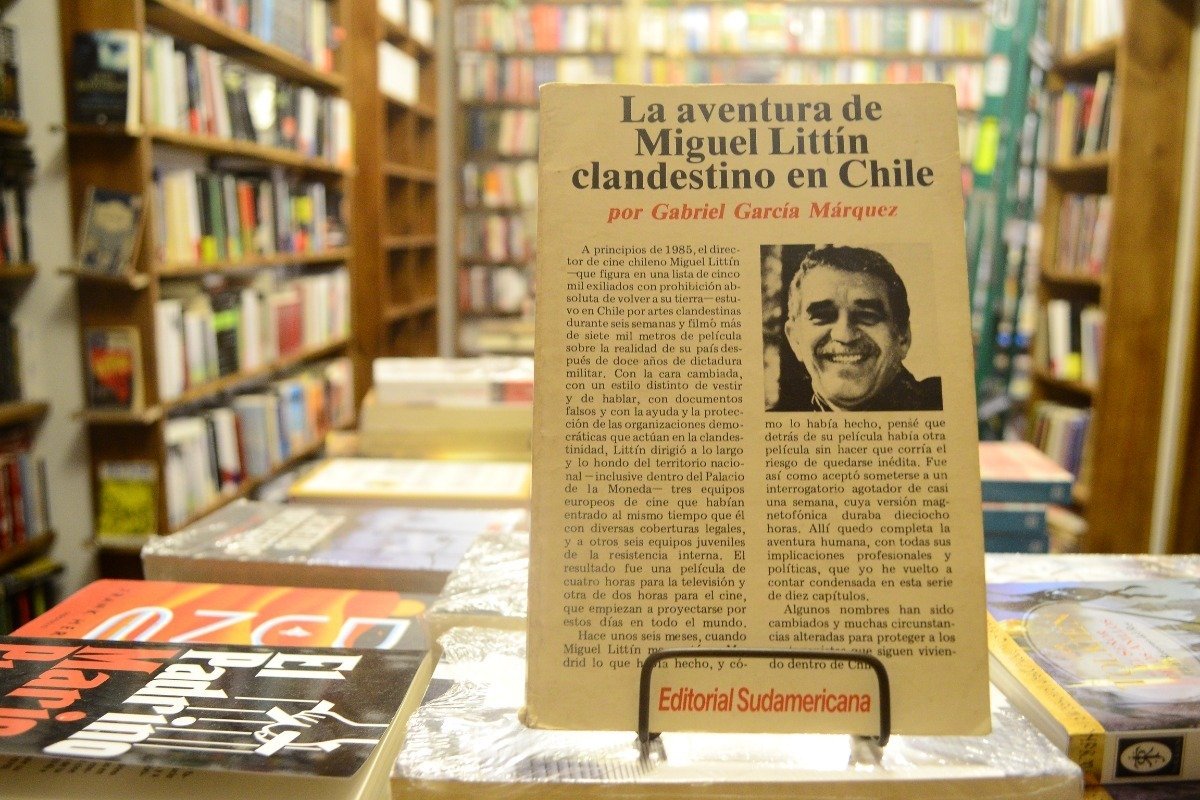 La aventura de
Miguel Littín
clandestino en Chile
por Gabriel García Márquez
A principios de 1985, el direc-
tor de cine chileno Miguel Littín
—que figura en una lista de cinco
mil exiliados con prohibición ab-
soluta de volver a su tierra— estu-
vo en Chile por artes clandestinas
durante seis semanas y filmó más
de siete mil metros de película
sobre la realidad de su país des-
pués de doce años de dictadura
militar. Con la cara cambiada,
con un estilo distinto de vestir
y de hablar, con documentos
falsos y con la ayuda y la protec-
ción de las organizaciones demo-
cráticas que actúan en la clandes-
tinidad, Littín dirigió a lo largo
y lo hondo del territorio nacio-
nal —inclusive dentro del Palacio
de la Moneda— tres equipos
europeos de cine que habían
entrado al mismo tiempo que él
con diversas coberturas legales,
y a otros seis equipos juveniles
de la resistencia interna. El
resultado fue una película de
cuatro horas para la televisión y
otra de dos horas para el cine,
que empiezan a proyectarse por
estos días en todo el mundo.
Hace unos seis meses, cuando
Miguel Littín
drid lo que hecho, y có-
mo lo había hecho, pensé que
detrás de su película había otra
película sin hacer que corría el
riesgo de quedarse inédita. Fue
así como aceptó someterse a un
interrogatorio agotador de casi
una semana, cuya versión mag-
netofónica duraba dieciocho
horas. Allí quedo completa la
aventura humana, con todas sus
implicaciones profesionales y
políticas, que yo he vuelto a
contar condensada en esta serie
de diez capítulos.
Algunos nombres han sido
cambiados y muchas circunstan-
cias alteradas para proteger a los
siguen vivien-
do dentro de Chile
Editorial Sudamericana
El
Padrino
Mario